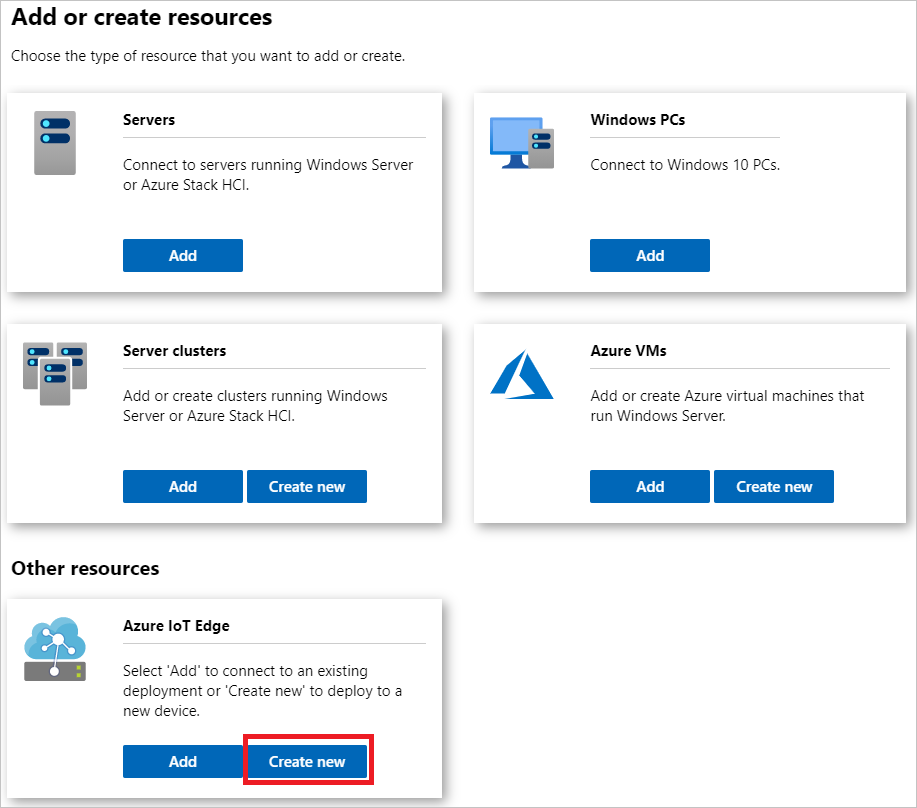 Add or create resources
Choose the type of resource that you want to add or create.
Servers
Connect to servers running Windows Server
or Azure Stack HCI.
Add
Windows PCs
Connect to Windows 10 PCs.
Add
Server clusters
Add or create clusters running Windows
Server or Azure Stack HCI.
Add
Create new
Azure VMs
Add or create Azure virtual machines that
run Windows Server.
Add
Create new
Other resources
Azure IoT Edge
Select 'Add' to connect to an existing
deployment or 'Create new' to deploy to a
new device.
Add
Create new